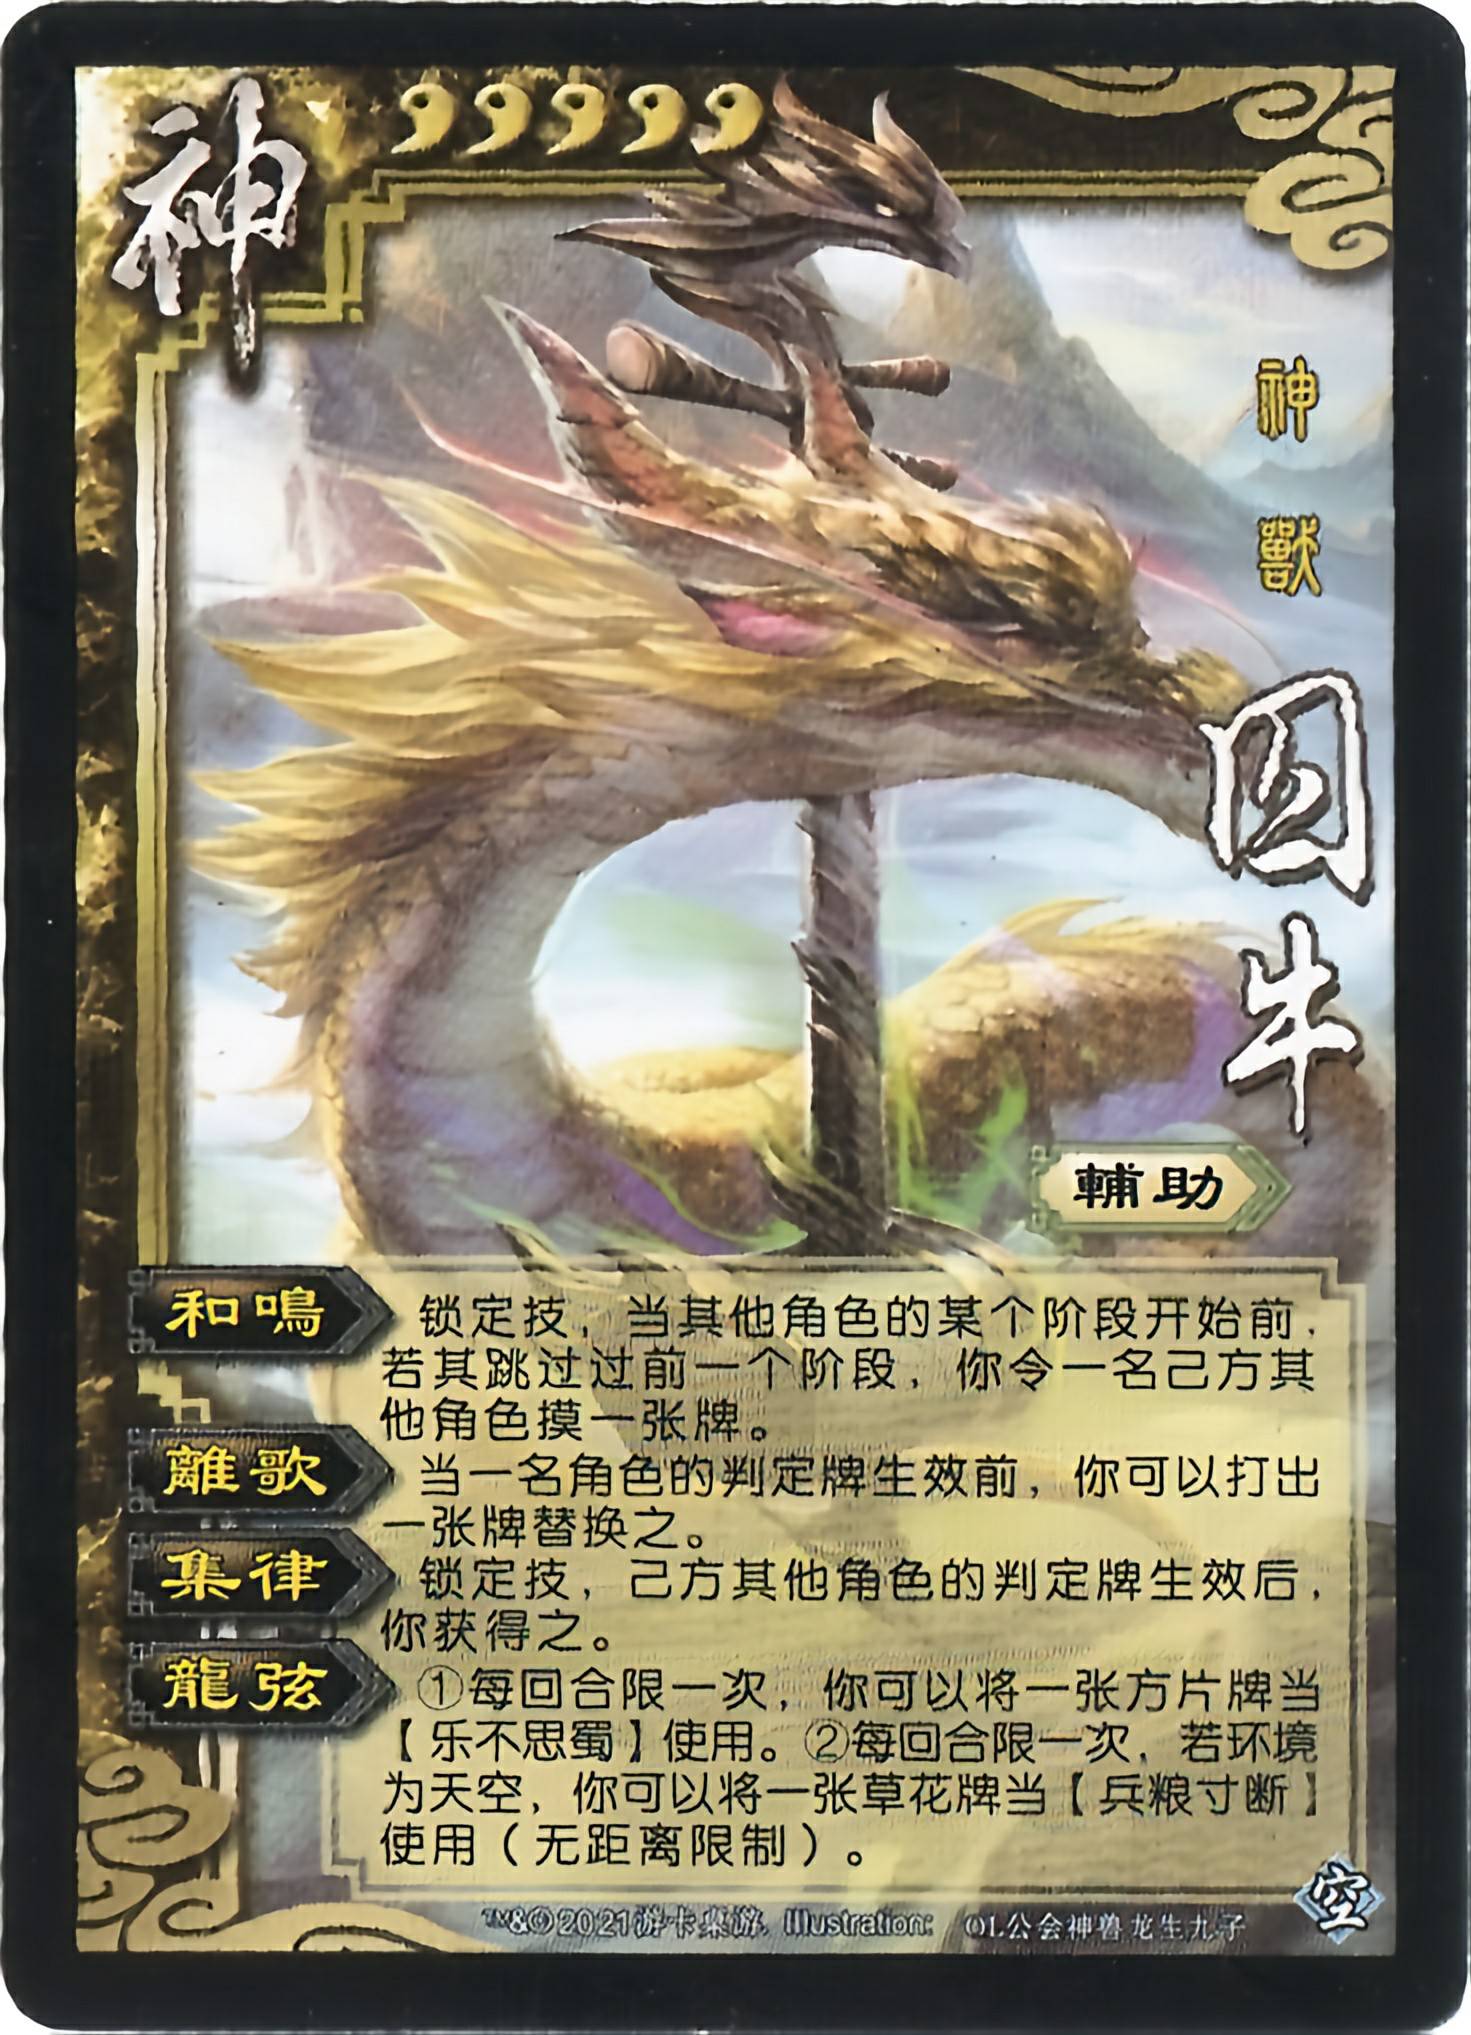 神
神獸
囚牛
輔助
和鳴
锁定技，当其他角色的某个阶段开始前，
若其跳过过前一个阶段，你令一名己方其
他角色摸一张牌。
離歌
当一名角色的判定牌生效前，你可以打出
一张牌替换之。
集律
锁定技，己方其他角色的判定牌生效后，
你获得之。
龍弦
①每回合限一次，你可以将一张方片牌当
【乐不思蜀】使用。②每回合限一次，若环境
为天空，你可以将一张草花牌当【兵粮寸断】
使用（无距离限制）。
空
™&©2021游卡桌游. Illustration: OL公会神兽龙生九子